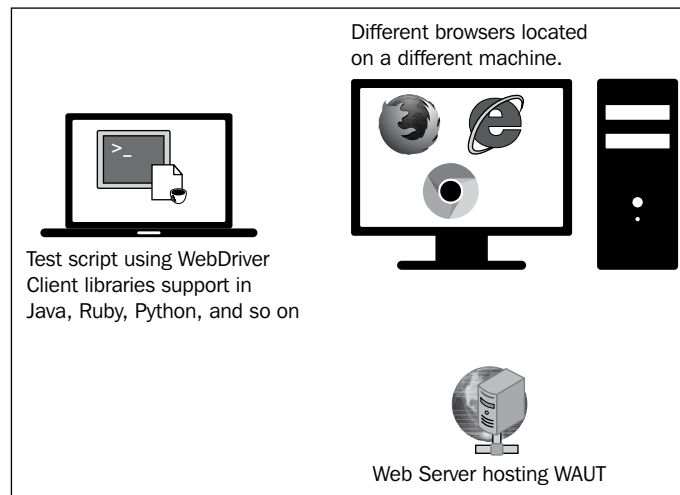 Different browsers located
on a different machine.
>_
Test script using WebDriver
Client libraries support in
Java, Ruby, Python, and so on
Web Server hosting WAUT